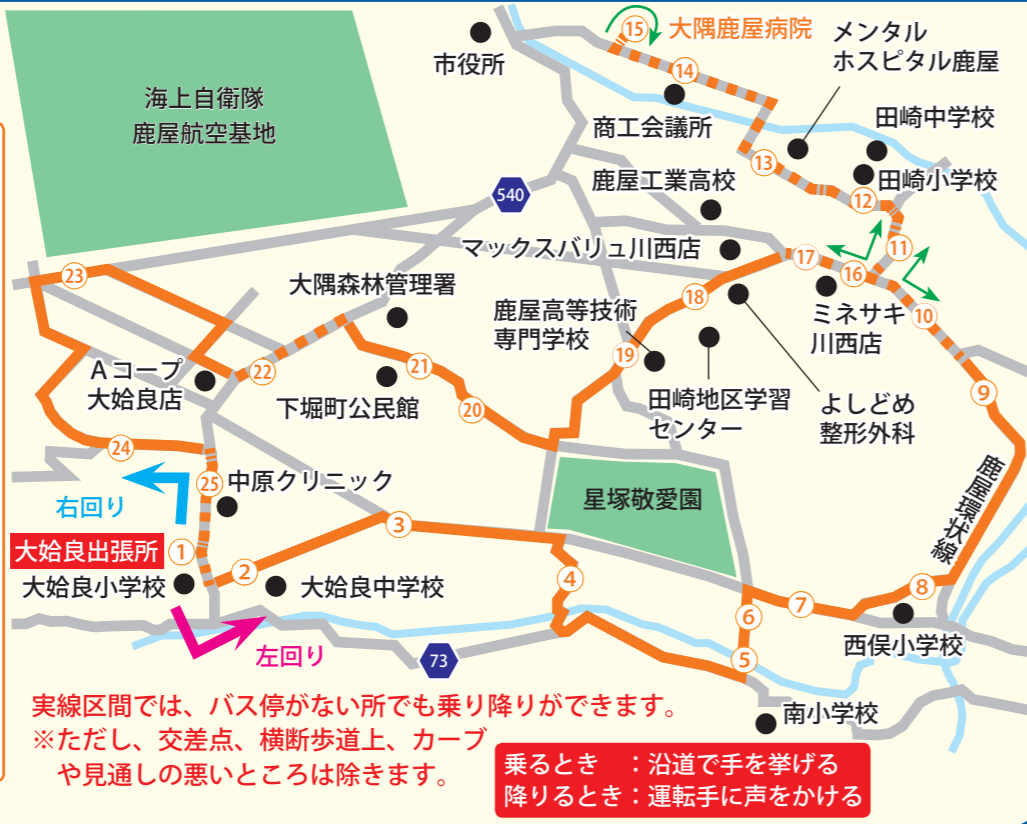 海上自衛隊
鹿屋航空基地
市役所
⑮
大隅鹿屋病院
⑭
商工会議所
メンタル
ホスピタル鹿屋
田崎中学校
⑬
田崎小学校
⑫
鹿屋工業高校
540
マックスバリュ川西店
⑪
⑰
⑯
㉓
大隅森林管理署
鹿屋高等技術
専門学校
⑱
ミネサキ
川西店
⑩
⑲
Aコープ
大姶良店
㉒
㉑
下堀町公民館
⑳
田崎地区学習
センター
よしどめ
整形外科
⑨
㉔
㉕
中原クリニック
星塚敬愛園
鹿屋環状線
右回り
③
大姶良出張所
①
大姶良小学校
②
大姶良中学校
④
⑥
⑦
⑧
西俣小学校
左回り
73
⑤
南小学校
実線区間では、バス停がない所でも乗り降りができます。
※ただし、交差点、横断歩道上、カーブ
や見通しの悪いところは除きます。
乗るとき　：沿道で手を挙げる
降りるとき：運転手に声をかける